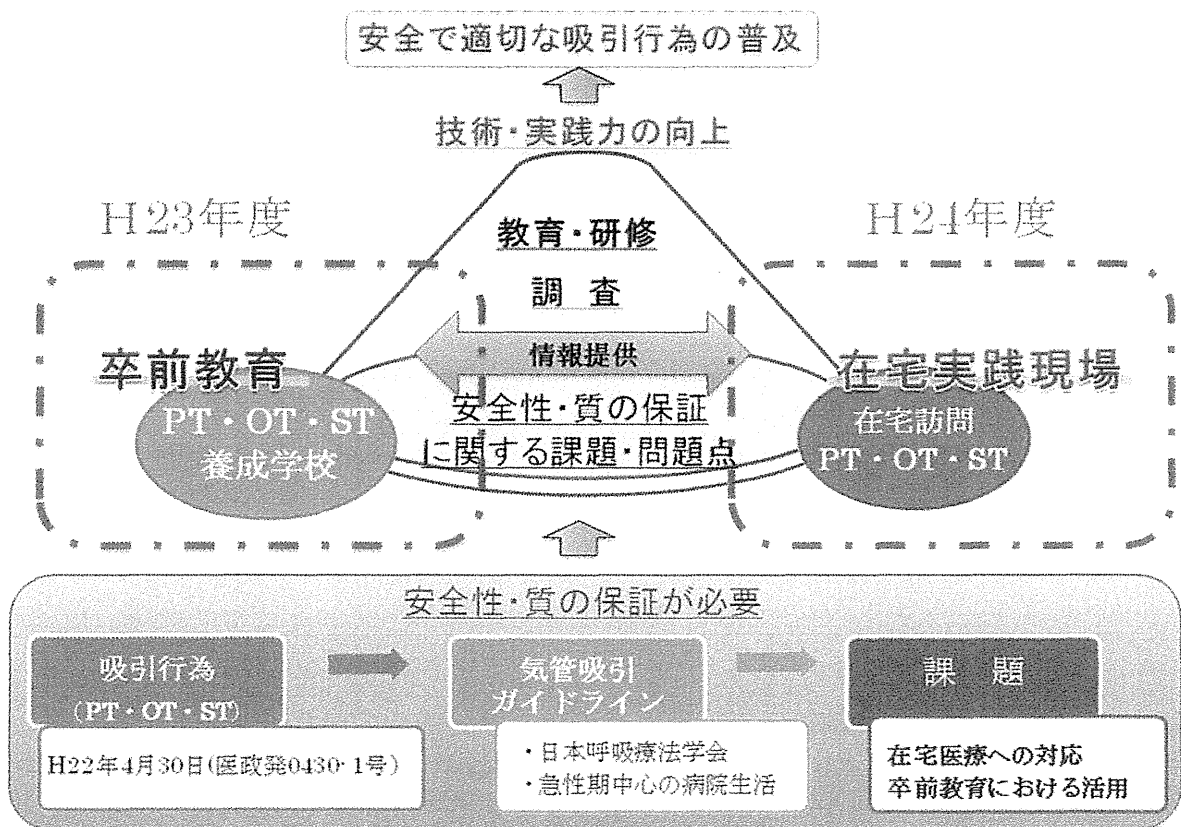 安全で適切な吸引行為の普及
技術・実践力の向上
H23年度
H24年度
教育・研修
調 査
情報提供
卒前教育
PT・OT・ST
養成学校
安全性・質の保証
に関する課題・問題点
在宅実践現場
在宅訪問
PT・OT・ST
安全性・質の保証が必要
吸引行為
(PT・OT・ST)
H22年4月30日(医政発0430-1号)
気管吸引
ガイドライン
・日本呼吸療法学会
・急性期中心の病院生活
課 題
在宅医療への対応
卒前教育における活用